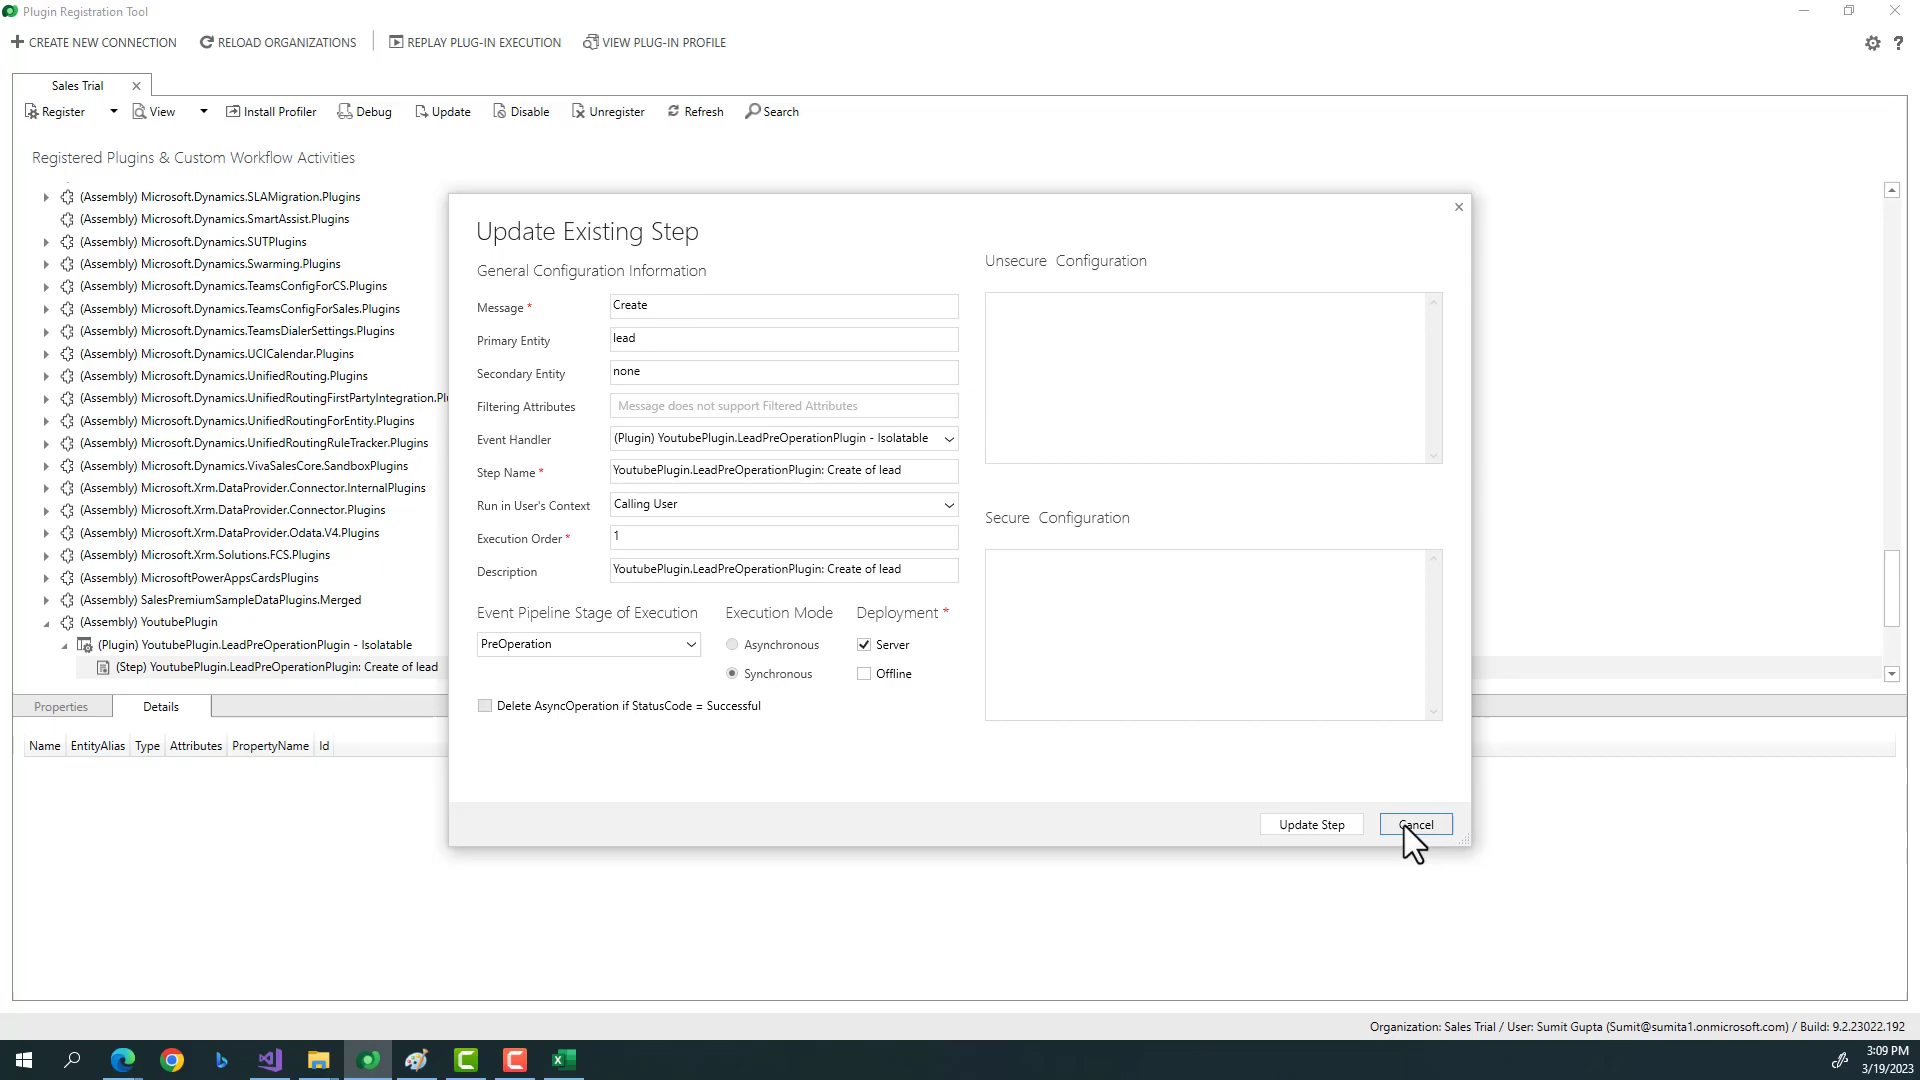 Plugin Registration Tool
CREATE NEW CONNECTION RELOAD ORGANIZATIONS REPLAY PLUG-IN EXECUTION VIEW PLUG-IN PROFILE
Sales Trial
Register View Install Profiler Debug Update Disable Unregister Refresh Search
Registered Plugins & Custom Workflow Activities
(Assembly) Microsoft.Dynamics.SLAMigration.Plugins
(Assembly) Microsoft.Dynamics.SmartAssist.Plugins
(Assembly) Microsoft.Dynamics.SUTPlugins
(Assembly) Microsoft.Dynamics.Swarming.Plugins
(Assembly) Microsoft.Dynamics.TeamsConfigForCS.Plugins
(Assembly) Microsoft.Dynamics.TeamsConfigForSales.Plugins
(Assembly) Microsoft.Dynamics.TeamsDialerSettings.Plugins
(Assembly) Microsoft.Dynamics.UCICalendar.Plugins
(Assembly) Microsoft.Dynamics.UnifiedRouting.Plugins
(Assembly) Microsoft.Dynamics.UnifiedRoutingFirstPartyIntegration.Pl
(Assembly) Microsoft.Dynamics.UnifiedRoutingForEntity.Plugins
(Assembly) Microsoft.Dynamics.UnifiedRoutingRuleTracker.Plugins
(Assembly) Microsoft.Dynamics.VivaSalesCore.SandboxPlugins
(Assembly) Microsoft.Xrm.DataProvider.Connector.InternalPlugins
(Assembly) Microsoft.Xrm.DataProvider.Connector.Plugins
(Assembly) Microsoft.Xrm.DataProvider.Odata.V4.Plugins
(Assembly) Microsoft.Xrm.Solutions.FCS.Plugins
(Assembly) MicrosoftPowerAppsCardsPlugins
(Assembly) SalesPremiumSampleDataPlugins.Merged
(Assembly) YoutubePlugin
(Plugin) YoutubePlugin.LeadPreOperationPlugin - Isolatable
(Step) YoutubePlugin.LeadPreOperationPlugin: Create of lead
Properties Details
Name EntityAlias Type Attributes PropertyName Id
Update Existing Step
General Configuration Information
Message * Create
Primary Entity lead
Secondary Entity none
Filtering Attributes Message does not support Filtered Attributes
Event Handler (Plugin) YoutubePlugin.LeadPreOperationPlugin - Isolatable
Step Name * YoutubePlugin.LeadPreOperationPlugin: Create of lead
Run in User's Context Calling User
Execution Order * 1
Description YoutubePlugin.LeadPreOperationPlugin: Create of lead
Event Pipeline Stage of Execution Execution Mode Deployment *
PreOperation Asynchronous Server
Synchronous Offline
Delete AsyncOperation if StatusCode = Successful
Unsecure Configuration
Secure Configuration
Update Step Cancel
Organization: Sales Trial / User: Sumit Gupta (Sumit@sumita1.onmicrosoft.com) / Build: 9.2.23022.192
3:09 PM
3/19/2023